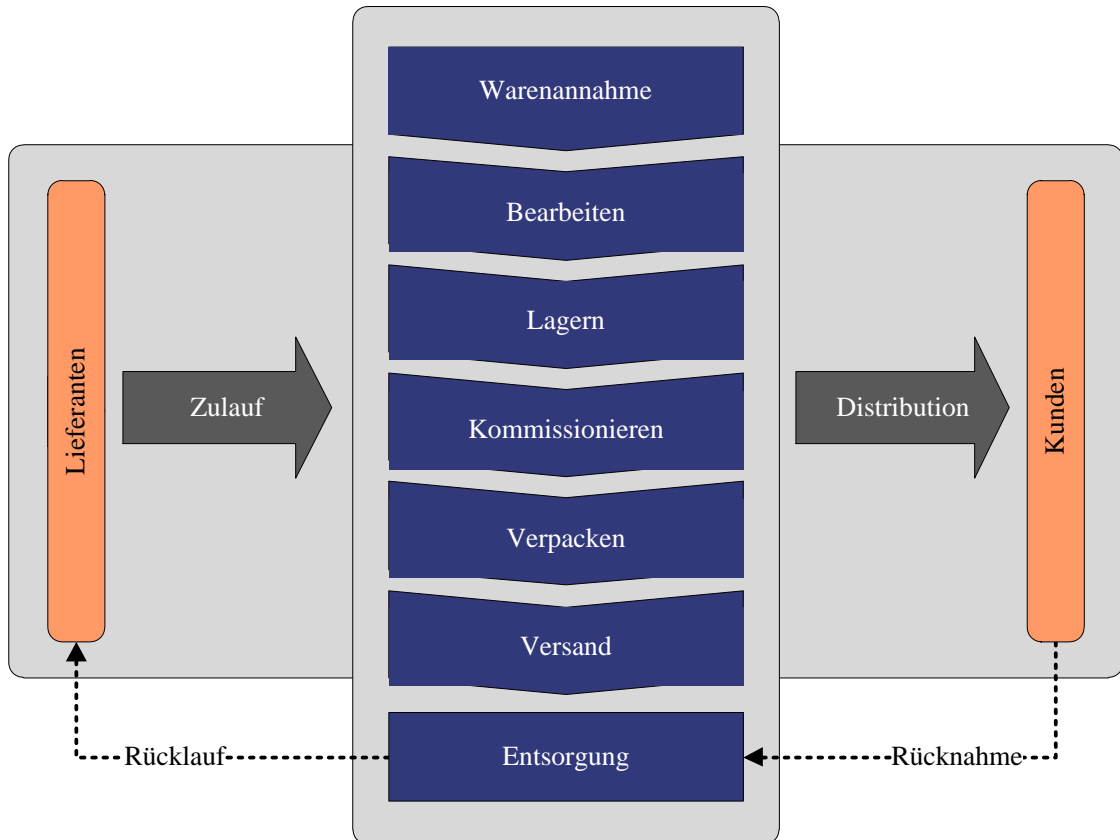 Warenannahme
Bearbeiten
Lagern
Kommissionieren
Verpacken
Versand
Entsorgung
Lieferanten
Zulauf
Distribution
Kunden
Rücklauf
Rücknahme